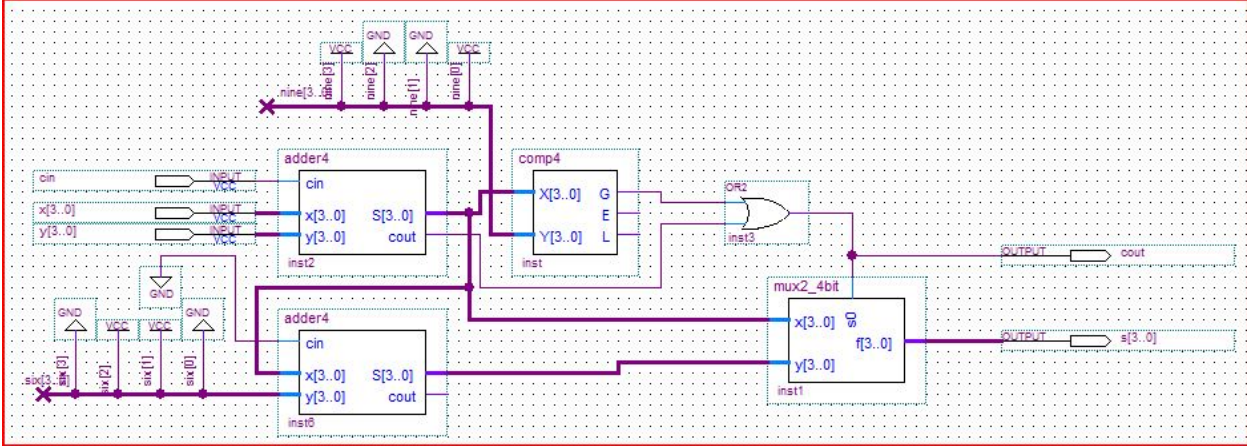 VCC GND GND VCC
nine[3] nine[2] nine[1] nine[0]
nine[3..0]
adder4
cin INPUT VCC
x[3..0] INPUT VCC
y[3..0] INPUT VCC
cin
x[3..0] S[3..0]
y[3..0] cout
inst2
comp4
X[3..0] G
E
Y[3..0] L
inst
OR2
inst3
OUTPUT cout
GND
GND VCC VCC GND
six[3] six[2] six[1] six[0]
adder4
cin
x[3..0] S[3..0]
y[3..0] cout
inst6
mux2_4bit
x[3..0] s0
f[3..0]
y[3..0]
inst1
OUTPUT s[3..0]